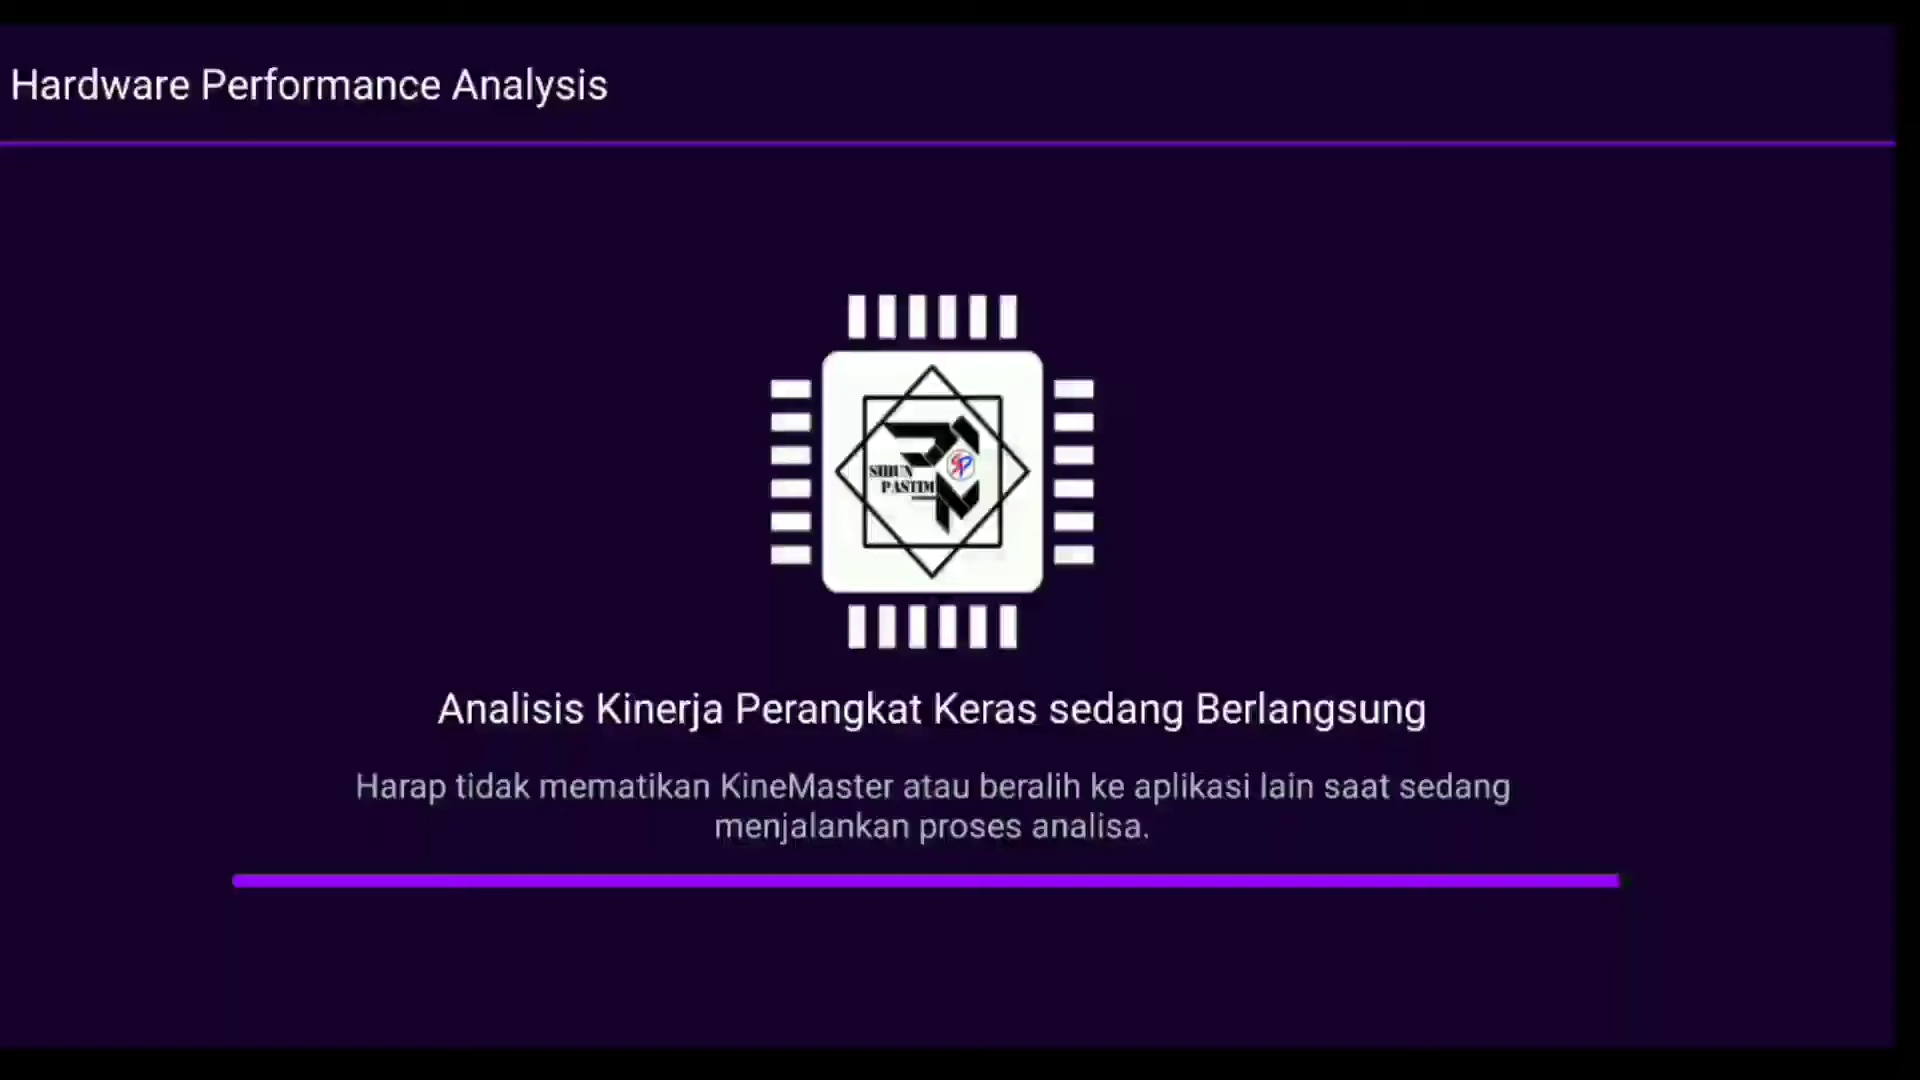 Hardware Performance Analysis
PASTIM
Analisis Kinerja Perangkat Keras sedang Berlangsung
Harap tidak mematikan KineMaster atau beralih ke aplikasi lain saat sedang
menjalankan proses analisa.